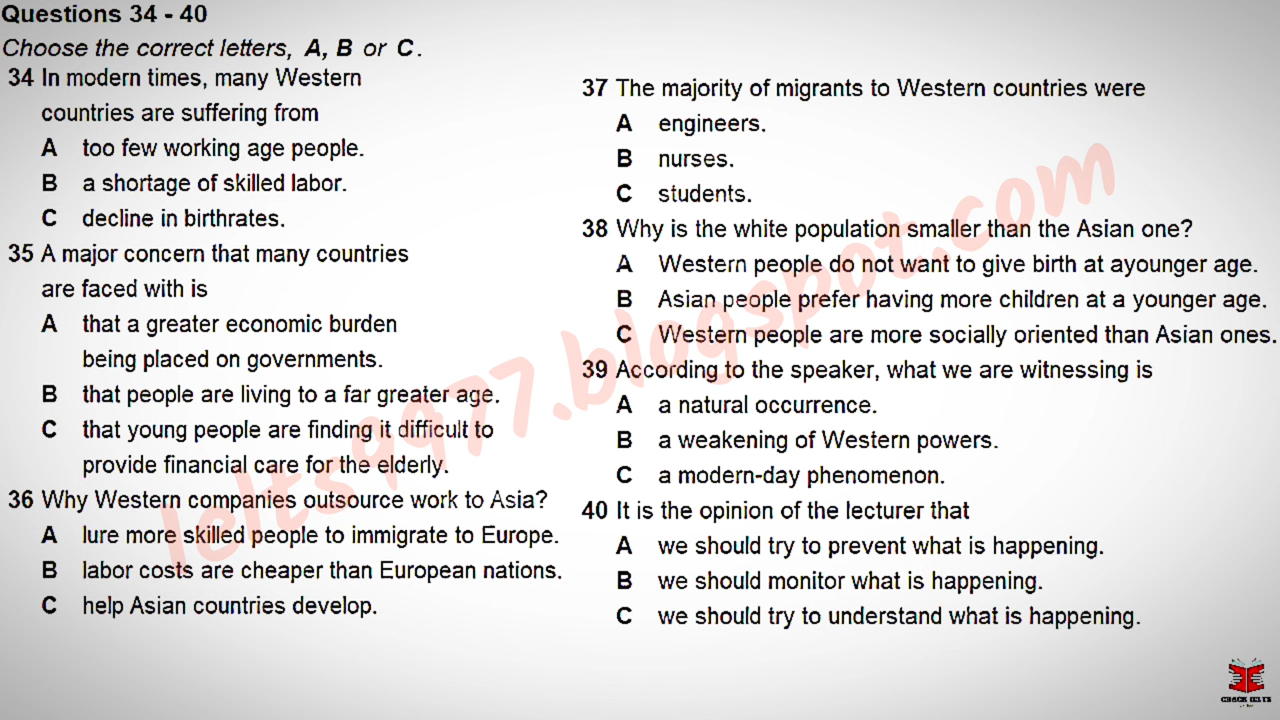 Questions 34 - 40
Choose the correct letters, A, B or C.
34 In modern times, many Western
countries are suffering from
A too few working age people.
B a shortage of skilled labor.
C decline in birthrates.
35 A major concern that many countries
are faced with is
A that a greater economic burden
being placed on governments.
B that people are living to a far greater age.
C that young people are finding it difficult to
provide financial care for the elderly.
36 Why Western companies outsource work to Asia?
A lure more skilled people to immigrate to Europe.
B labor costs are cheaper than European nations.
C help Asian countries develop.
37 The majority of migrants to Western countries were
A engineers.
B nurses.
C students.
38 Why is the white population smaller than the Asian one?
A Western people do not want to give birth at ayounger age.
B Asian people prefer having more children at a younger age.
C Western people are more socially oriented than Asian ones.
39 According to the speaker, what we are witnessing is
A a natural occurrence.
B a weakening of Western powers.
C a modern-day phenomenon.
40 It is the opinion of the lecturer that
A we should try to prevent what is happening.
B we should monitor what is happening.
C we should try to understand what is happening.
Ielts9977.blogspot.com
CRACK IELTS